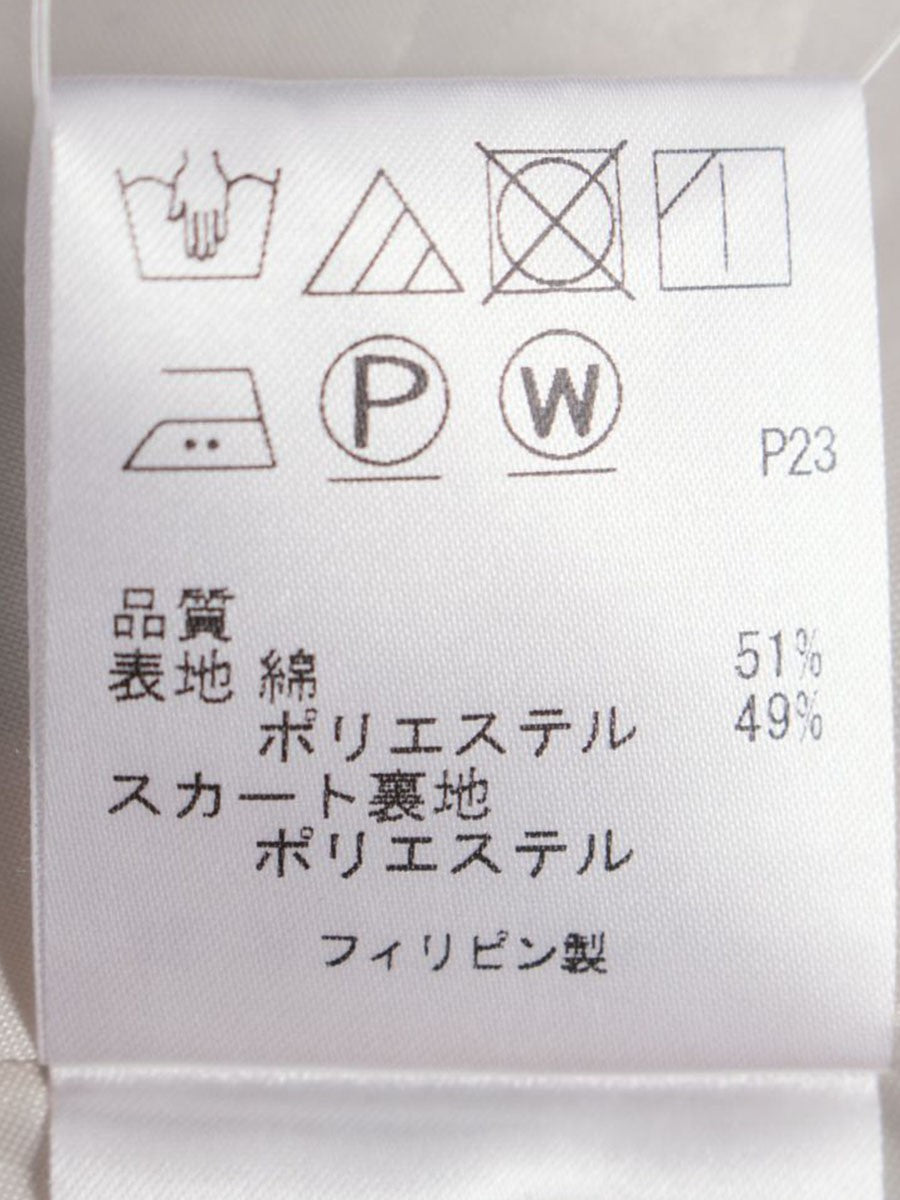 P W
P23
品質
表地 綿 51%
ポリエステル 49%
スカート裏地
ポリエステル
フィリピン製